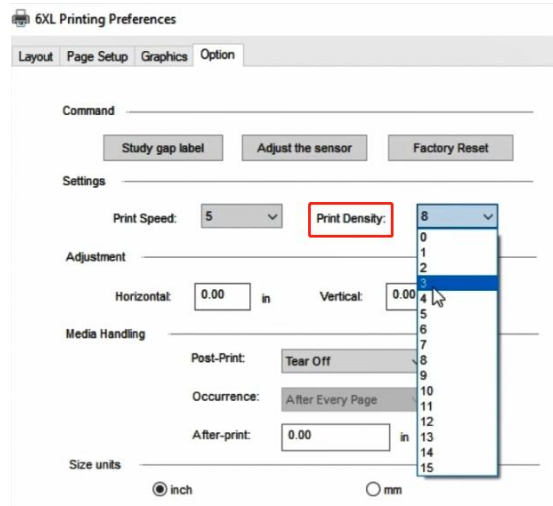 6XL Printing Preferences
Layout Page Setup Graphics Option
Command
Study gap label Adjust the sensor Factory Reset
Settings
Print Speed: 5 Print Density: 8
0
1
2
3
4
5
6
7
8
9
10
11
12
13
14
15
Adjustment
Horizontal: 0.00 in Vertical: 0.00
Media Handling
Post-Print: Tear Off
Occurrence: After Every Page
After-print: 0.00 in
Size units
inch mm